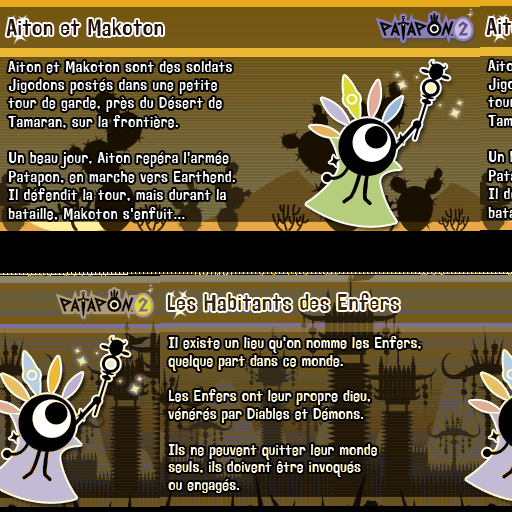 Aiton et Makoton
PATAPON 2
Aiton et Makoton sont des soldats
Jigodons postés dans une petite
tour de garde, près du Désert de
Tamaran, sur la frontière.
Un beau jour, Aiton repéra l'armée
Patapon, en marche vers Earthend.
Il défendit la tour, mais durant la
bataille, Makoton s'enfuit...
PATAPON 2
Les Habitants des Enfers
Il existe un lieu qu'on nomme les Enfers,
quelque part dans ce monde.
Les Enfers ont leur propre dieu,
vénérés par Diables et Démons.
Ils ne peuvent quitter leur monde
seuls, ils doivent être invoqués
ou engagés.